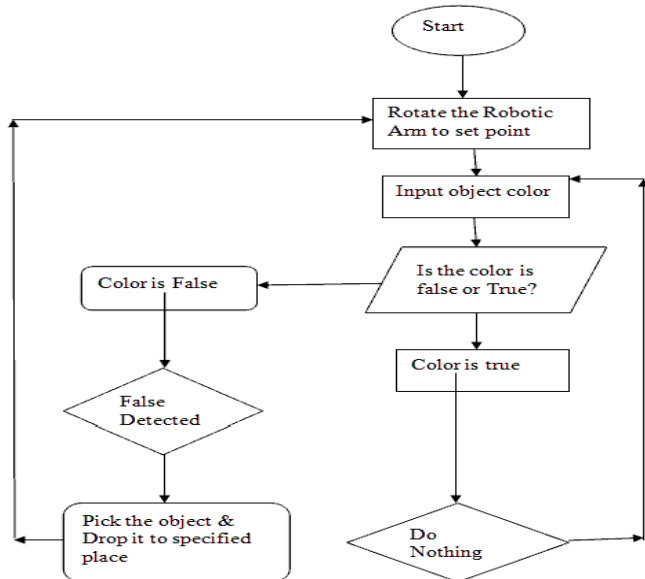 Start
Rotate the Robotic
Arm to set point
Input object color
Is the color is
false or True?
Color is False
Color is true
False
Detected
Pick the object &
Drop it to specified
place
Do
Nothing